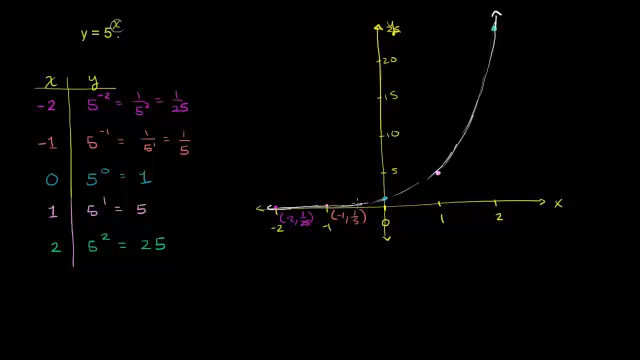 y = 5^x.
x y
-2 5^-2 = 1/5^2 = 1/25
-1 5^-1 = 1/5^1 = 1/5
0 5^0 = 1
1 5^1 = 5
2 5^2 = 25
y
25
20
15
10
5
x
-2 -1 0 1 2
(-2, 1/25) (-1, 1/5)